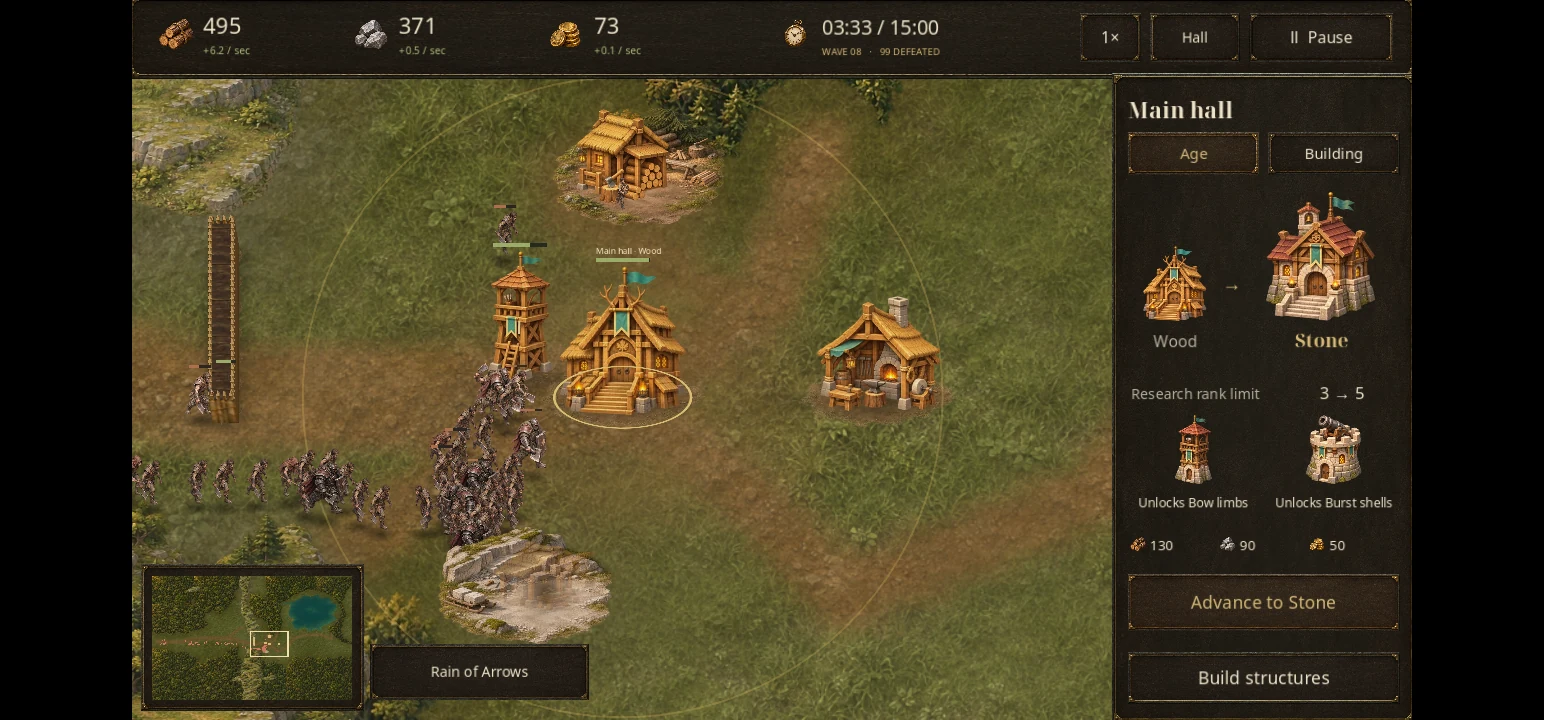 495
+6.2 / sec
371
+0.5 / sec
73
+0.1 / sec
03:33 / 15:00
WAVE 08 · 99 DEFEATED
1×
Hall
II Pause
Main hall · Wood
Rain of Arrows
Main hall
Age
Building
→
Wood
Stone
Research rank limit 3 → 5
Unlocks Bow limbs
Unlocks Burst shells
130
90
50
Advance to Stone
Build structures